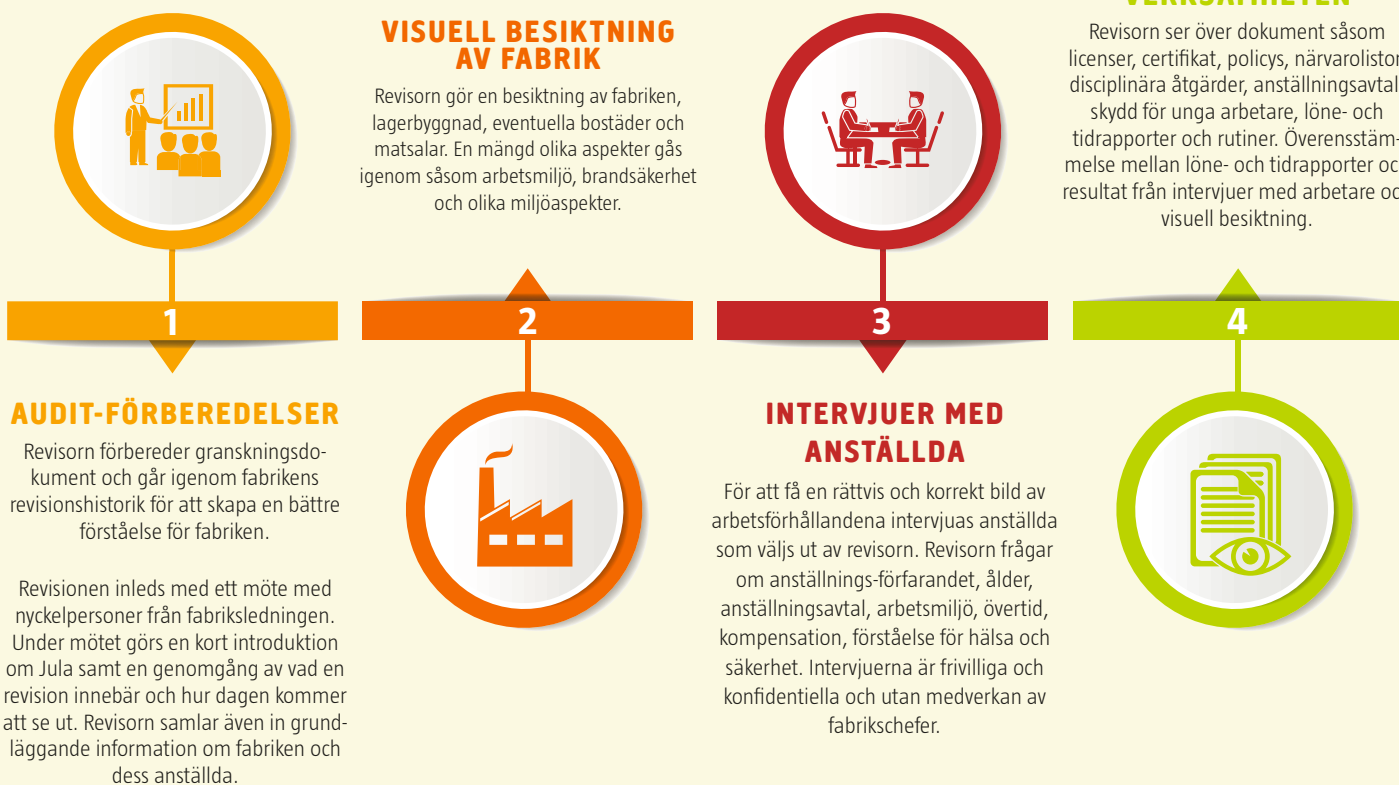 1
AUDIT-FÖRBEREDELSER
Revisorn förbereder granskningsdo-
kument och går igenom fabrikens
revisionshistorik för att skapa en bättre
förståelse för fabriken.
Revisionen inleds med ett möte med
nyckelpersoner från fabriksledningen.
Under mötet görs en kort introduktion
om Jula samt en genomgång av vad en
revision innebär och hur dagen kommer
att se ut. Revisorn samlar även in grund-
läggande information om fabriken och
dess anställda.
VISUELL BESIKTNING
AV FABRIK
Revisorn gör en besiktning av fabriken,
lagerbyggnad, eventuella bostäder och
matsalar. En mängd olika aspekter gås
igenom såsom arbetsmiljö, brandsäkerhet
och olika miljöaspekter.
2
3
INTERVJUER MED
ANSTÄLLDA
För att få en rättvis och korrekt bild av
arbetsförhållandena intervjuas anställda
som väljs ut av revisorn. Revisorn frågar
om anställnings-förfarandet, ålder,
anställningsavtal, arbetsmiljö, övertid,
kompensation, förståelse för hälsa och
säkerhet. Intervjuerna är frivilliga och
konfidentiella och utan medverkan av
fabrikschefer.
Revisorn ser över dokument såsom
licenser, certifikat, policys, närvarolistor
disciplinära åtgärder, anställningsavtal
skydd för unga arbetare, löne- och
tidrapporter och rutiner. Överensstäm-
melse mellan löne- och tidrapporter
resultat från intervjuer med arbetare
visuell besiktning.
4